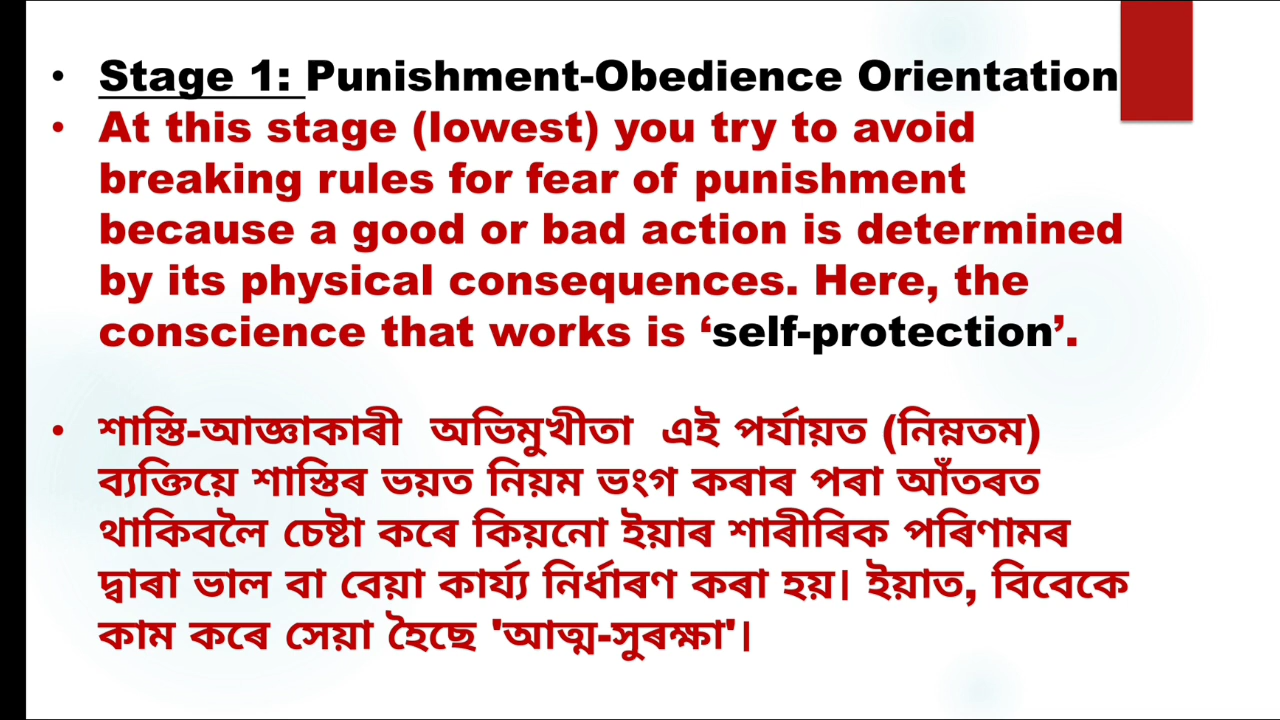 • Stage 1: Punishment-Obedience Orientation
• At this stage (lowest) you try to avoid
breaking rules for fear of punishment
because a good or bad action is determined
by its physical consequences. Here, the
conscience that works is ‘self-protection’.
• শাস্তি-আজ্ঞাকাৰী অভিমুখীতা এই পৰ্যায়ত (নিম্নতম)
ব্যক্তিয়ে শাস্তিৰ ভয়ত নিয়ম ভংগ কৰাৰ পৰা আঁতৰত
থাকিবলৈ চেষ্টা কৰে কিয়নো ইয়াৰ শাৰীৰিক পৰিণামৰ
দ্বাৰা ভাল বা বেয়া কাৰ্য্য নিৰ্ধাৰণ কৰা হয়। ইয়াত, বিবেকে
কাম কৰে সেয়া হৈছে 'আত্ম-সুৰক্ষা'।